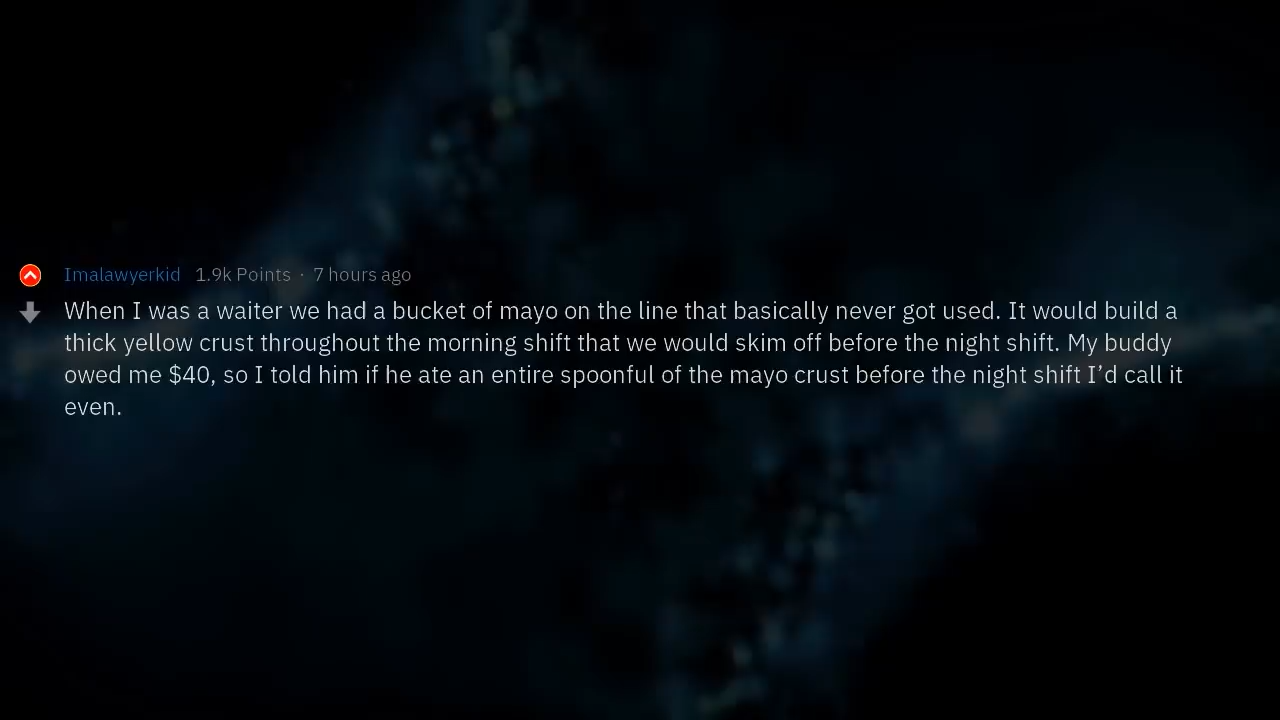 Imalawyerkid 1.9k Points · 7 hours ago
When I was a waiter we had a bucket of mayo on the line that basically never got used. It would build a
thick yellow crust throughout the morning shift that we would skim off before the night shift. My buddy
owed me $40, so I told him if he ate an entire spoonful of the mayo crust before the night shift I’d call it
even.